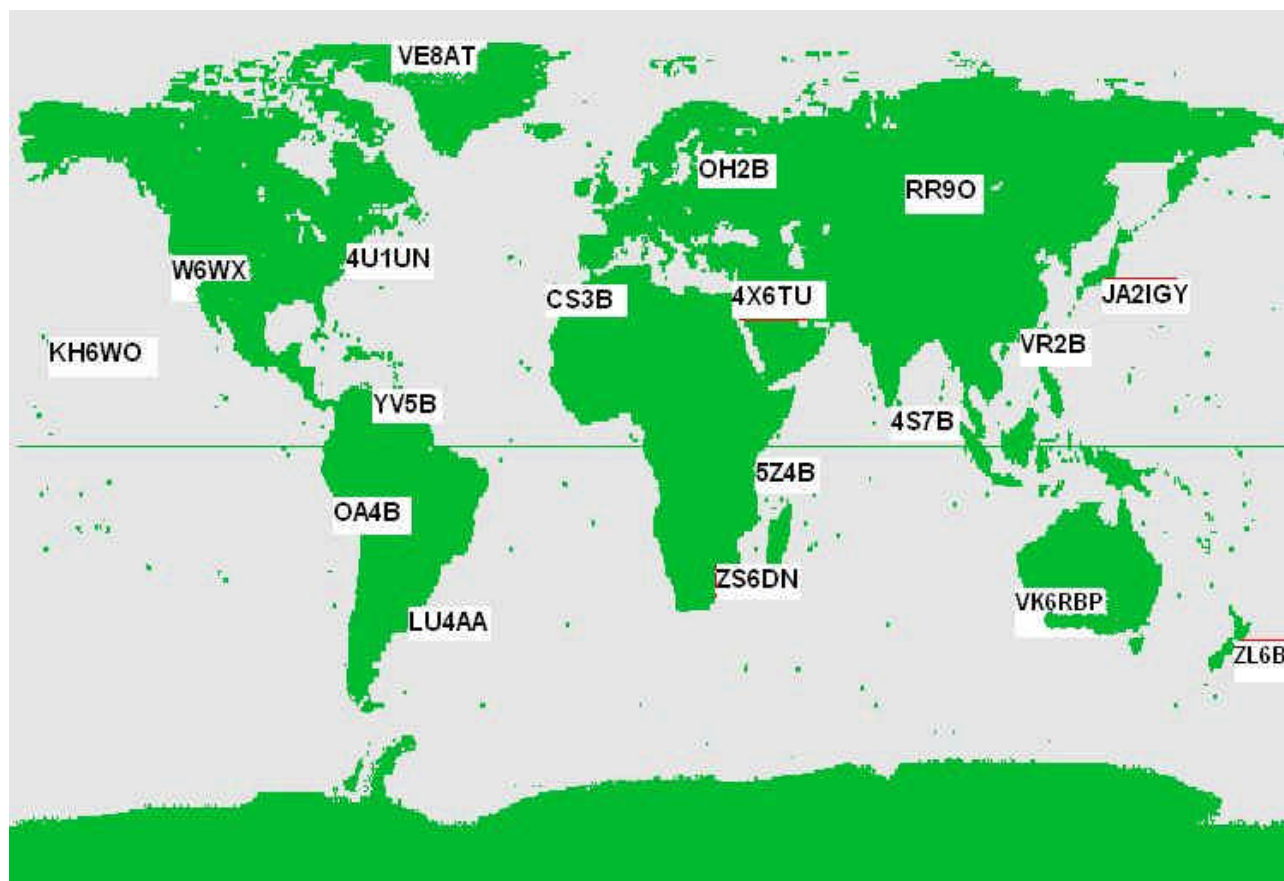 VE8AT
OH2B
RR9O
4U1UN
W6WX
CS3B
4X6TU
JA2IGY
KH6WO
VR2B
YV5B
4S7B
5Z4B
OA4B
ZS6DN
VK6RBP
LU4AA
ZL6B